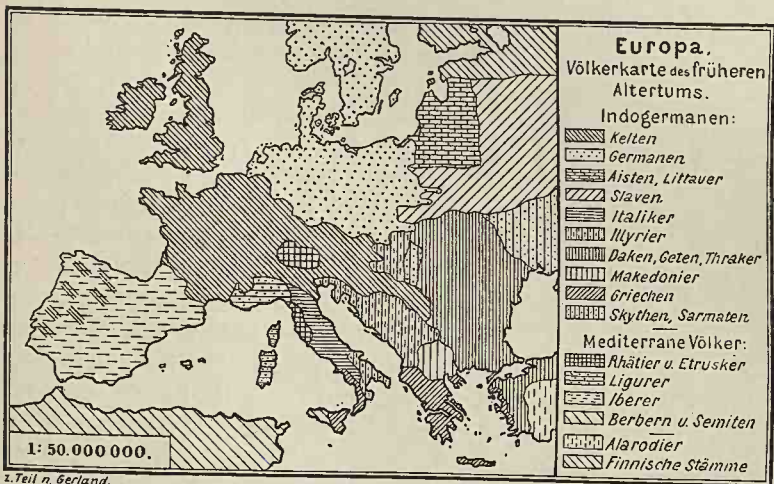 Europa.
Völkerkarte des früheren
Altertums.
Indogermanen:
Kelten
Germanen
Aisten, Littauer
Slaven
Italiker
Illyrier
Daken, Geten, Thraker
Makedonier
Griechen
Skythen, Sarmaten
Mediterrane Völker:
Rhätier u. Etrusker
Ligurer
Iberer
Berbern u. Semiten
Alarodier
Finnische Stämme
1: 50.000 000.
z. Teil n. Gerland.